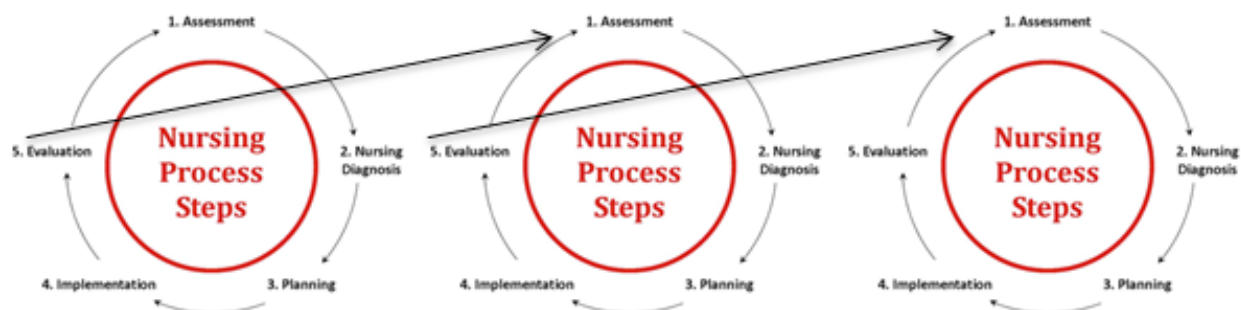 1. Assessment
Nursing
Process
Steps
2. Nursing
Diagnosis
3. Planning
4. Implementation
5. Evaluation
1. Assessment
Nursing
Process
Steps
2. Nursing
Diagnosis
3. Planning
4. Implementation
5. Evaluation
1. Assessment
Nursing
Process
Steps
2. Nursing
Diagnosis
3. Planning
4. Implementation
5. Evaluation